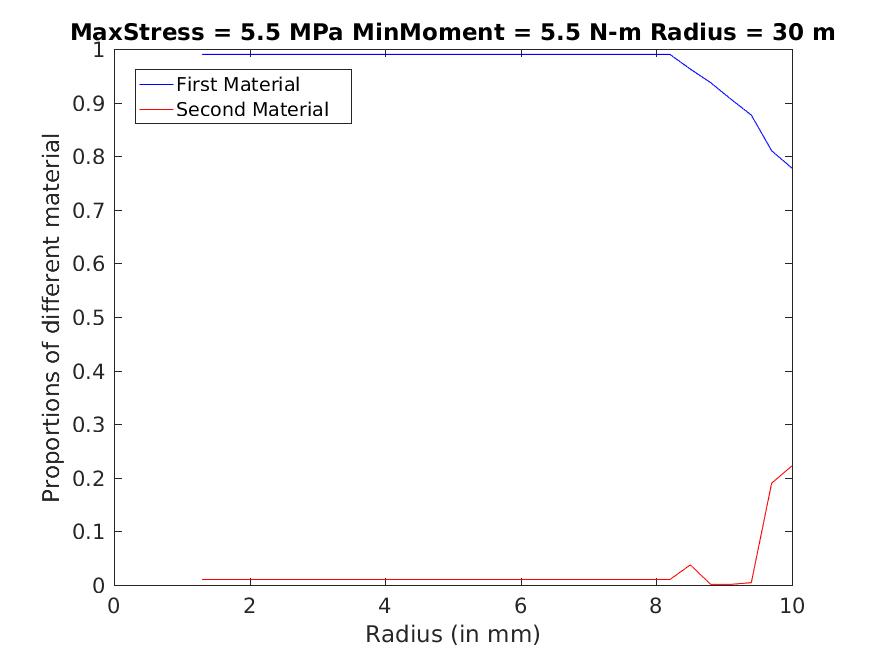 MaxStress = 5.5 MPa MinMoment = 5.5 N-m Radius = 30 m
First Material
Second Material
Proportions of different material
1
0.9
0.8
0.7
0.6
0.5
0.4
0.3
0.2
0.1
0
0 2 4 6 8 10
Radius (in mm)